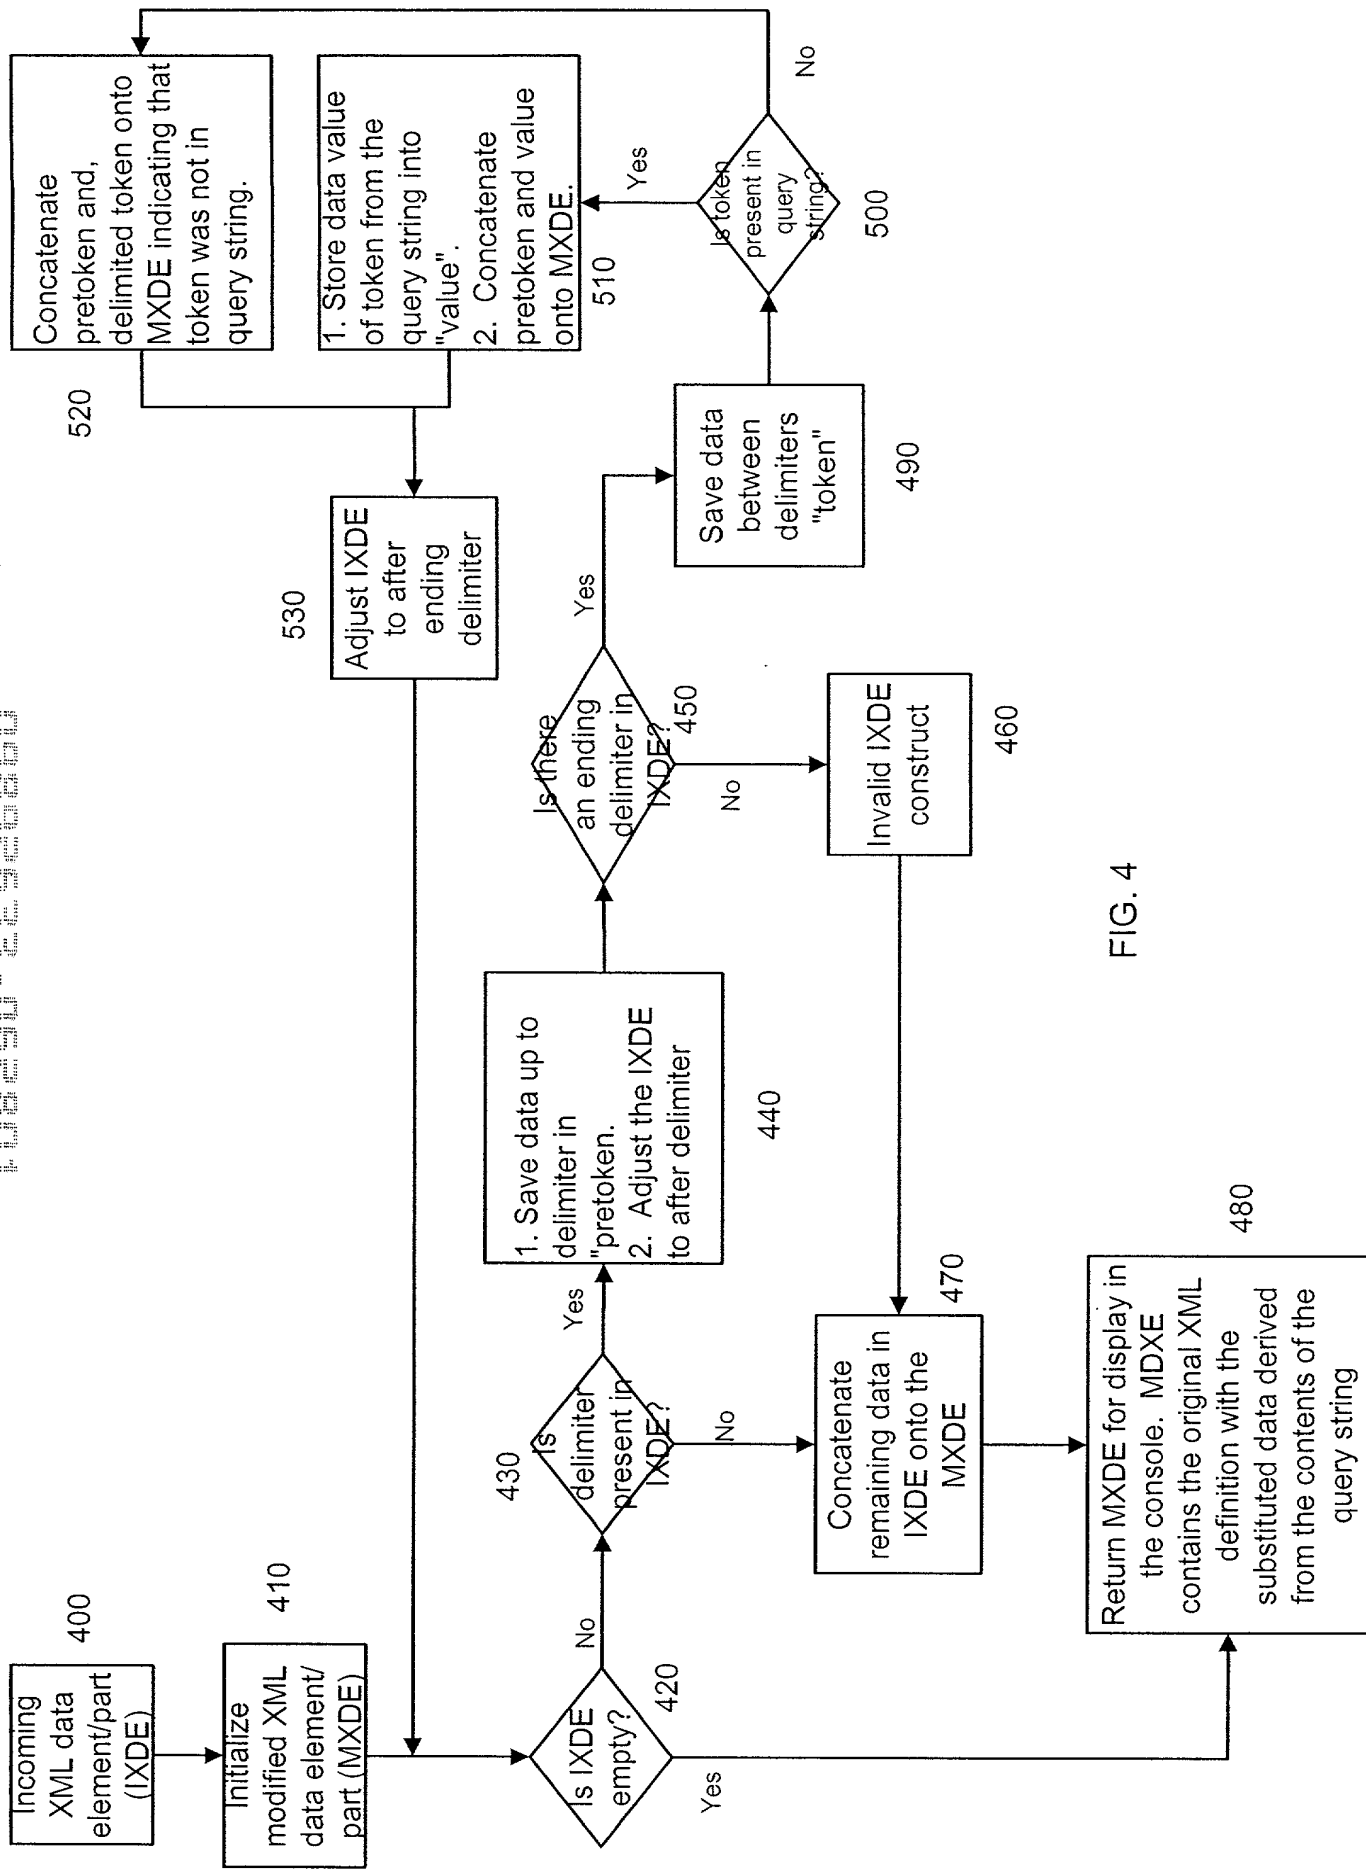 Incoming
XML data
element/part
(IXDE)
400
Initialize
modified XML
data element/
part (MXDE)
410
Is IXDE
empty?
420
No
Yes
Is
delimiter
present in
IXDE?
430
Yes
No
1. Save data up to
delimiter in
"pretoken.
2. Adjust the IXDE
to after delimiter
440
Is there
an ending
delimiter in
IXDE?
450
Yes
No
Invalid IXDE
construct
460
Concatenate
remaining data in
IXDE onto the
MXDE
470
Return MXDE for display in
the console. MDXE
contains the original XML
definition with the
substituted data derived
from the contents of the
query string
480
Save data
between
delimiters
"token"
490
Is token
present in
query
string?
500
Yes
No
1. Store data value
of token from the
query string into
"value".
2. Concatenate
pretoken and value
onto MXDE.
510
Concatenate
pretoken and,
delimited token onto
MXDE indicating that
token was not in
query string.
520
Adjust IXDE
to after
ending
delimiter
530
FIG. 4